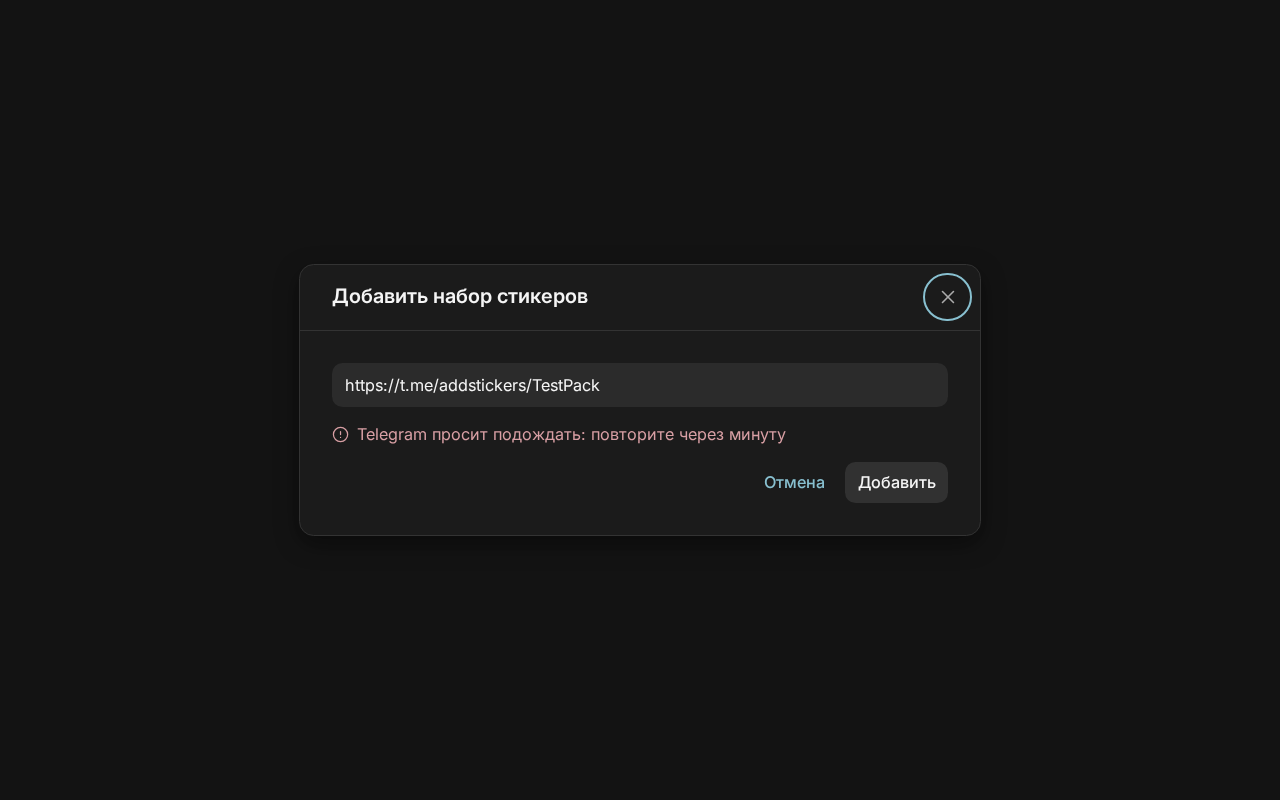 Добавить набор стикеров
https://t.me/addstickers/TestPack
Telegram просит подождать: повторите через минуту
Отмена
Добавить